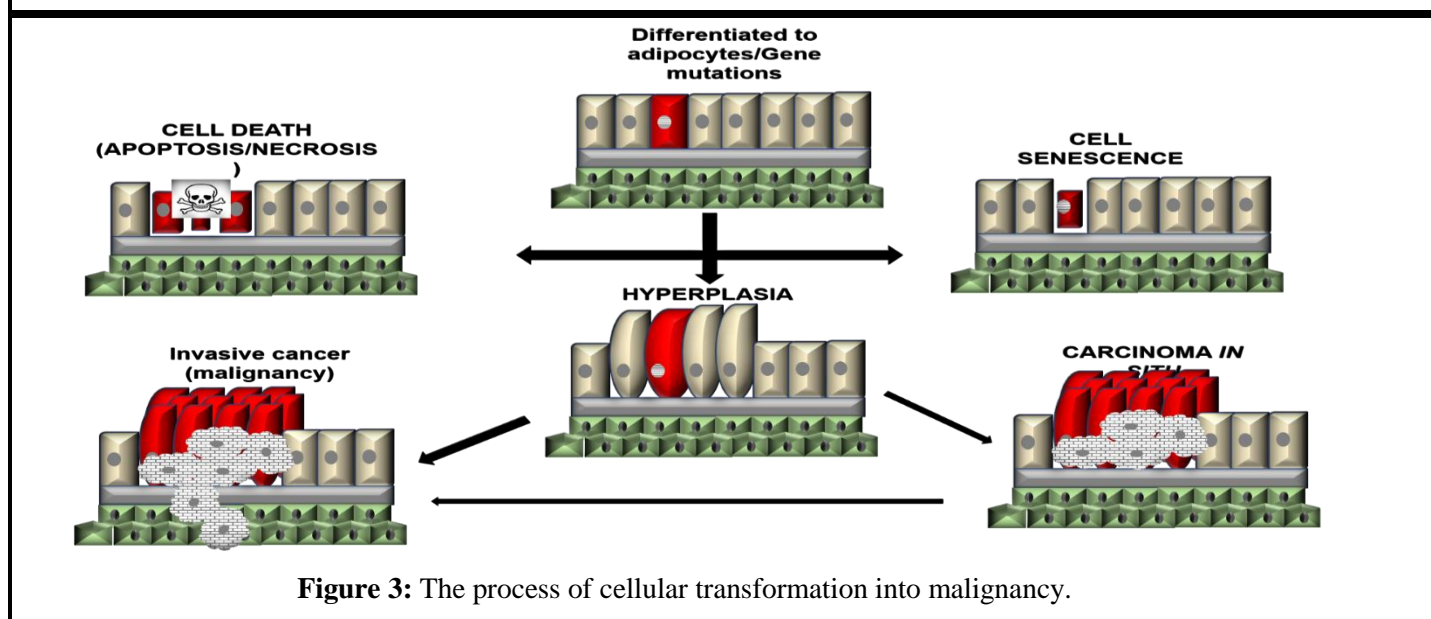 Differentiated to
adipocytes/Gene
mutations
CELL DEATH
(APOPTOSIS/NECROSIS
)
CELL
SENESCENCE
HYPERPLASIA
Invasive cancer
(malignancy)
CARCINOMA IN
SITU
Figure 3: The process of cellular transformation into malignancy.